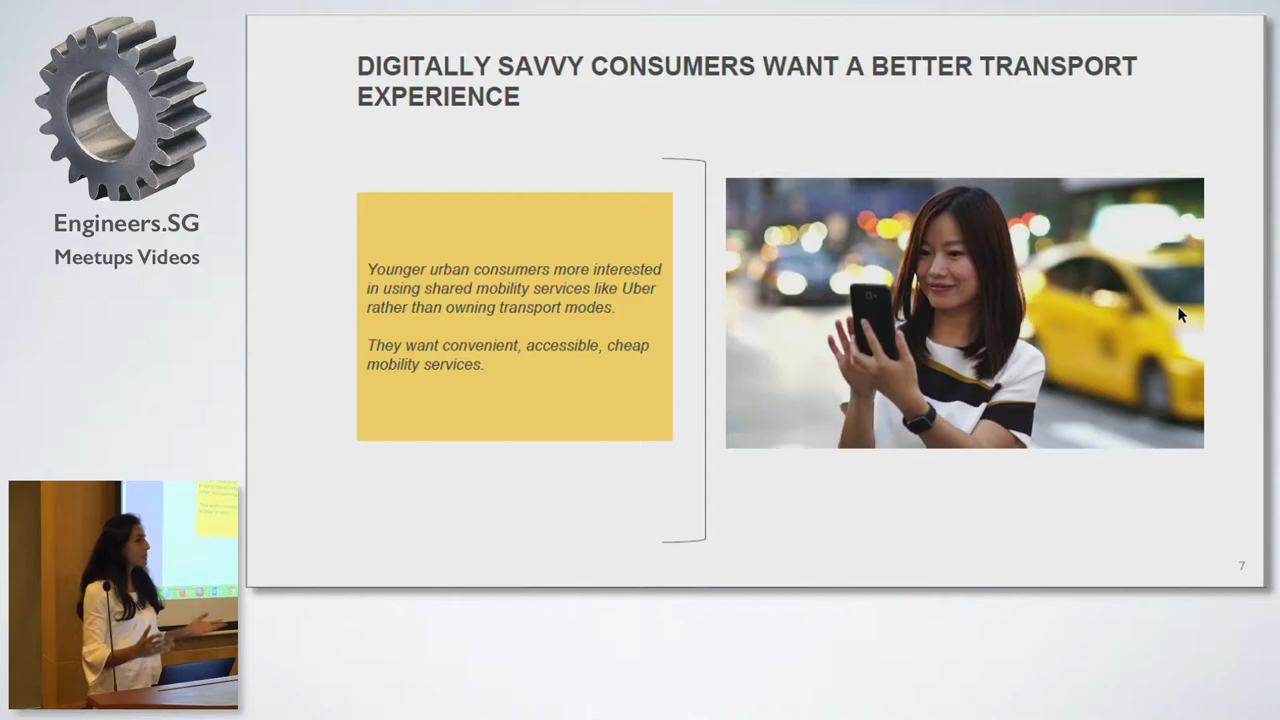 Engineers.SG
Meetups Videos
DIGITALLY SAVVY CONSUMERS WANT A BETTER TRANSPORT
EXPERIENCE
Younger urban consumers more interested
in using shared mobility services like Uber
rather than owning transport modes.
They want convenient, accessible, cheap
mobility services.
7